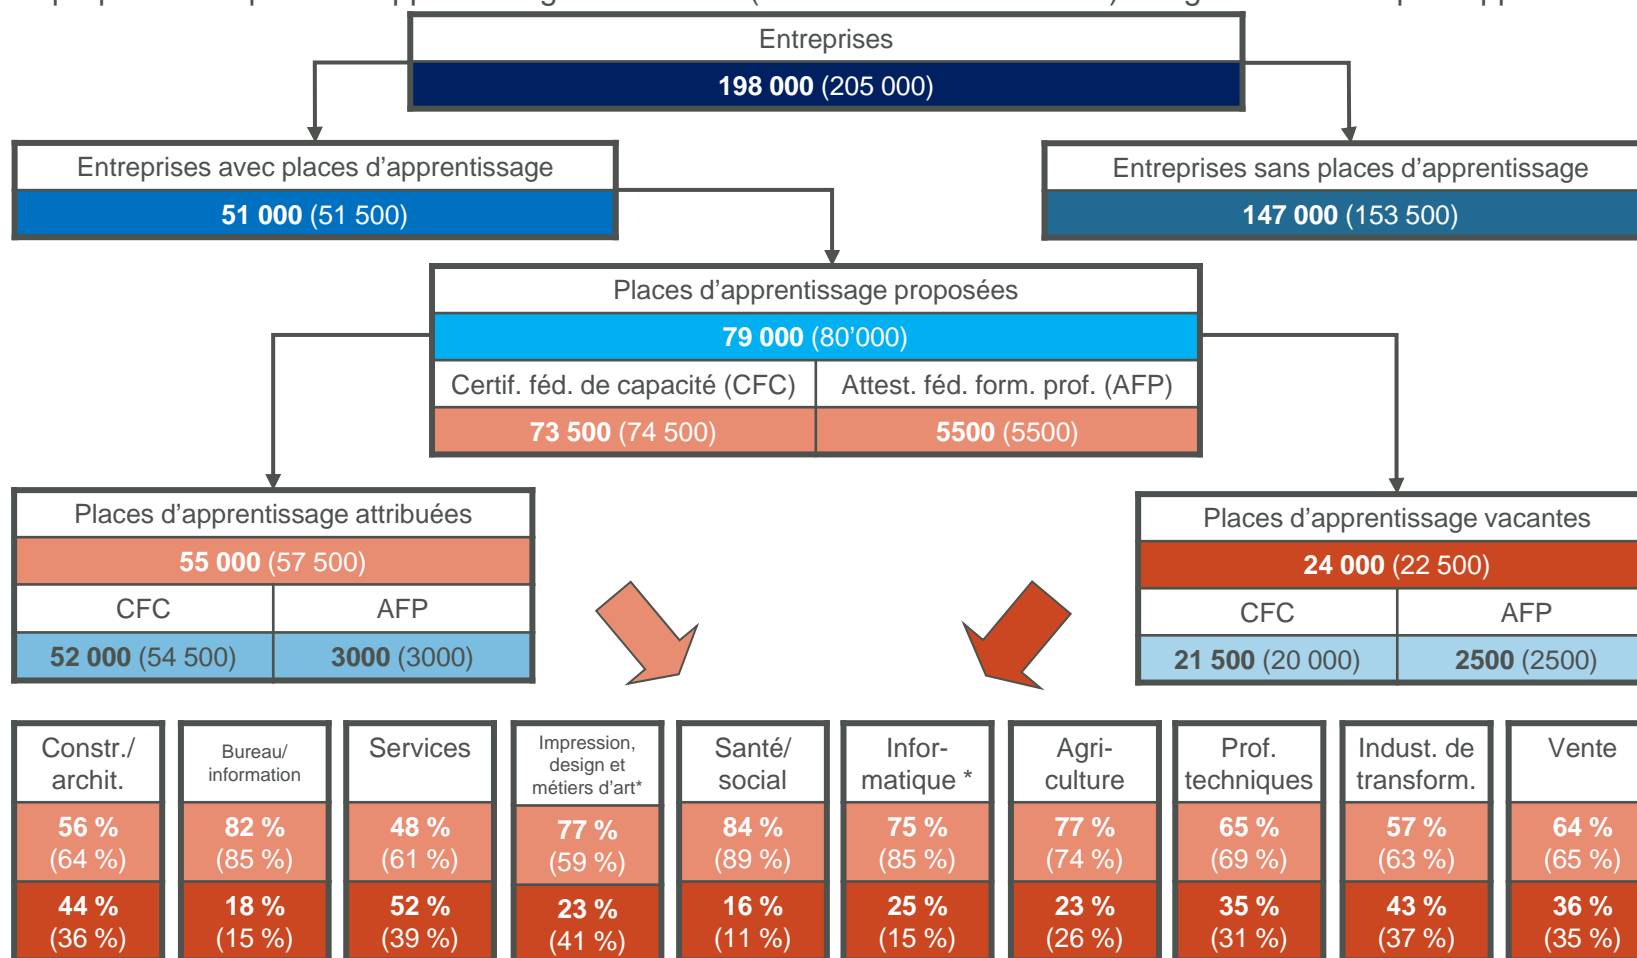 Entreprises
198 000 (205 000)
Entreprises avec places d’apprentissage
51 000 (51 500)
Entreprises sans places d’apprentissage
147 000 (153 500)
Places d’apprentissage proposées
79 000 (80’000)
Certif. féd. de capacité (CFC)
Attest. féd. form. prof. (AFP)
73 500 (74 500)
5500 (5500)
Places d’apprentissage attribuées
55 000 (57 500)
CFC
AFP
52 000 (54 500)
3000 (3000)
Places d’apprentissage vacantes
24 000 (22 500)
CFC
AFP
21 500 (20 000)
2500 (2500)
Constr./
archit.
56 %
(64 %)
44 %
(36 %)
Bureau/
information
82 %
(85 %)
18 %
(15 %)
Services
48 %
(61 %)
52 %
(39 %)
Impression,
design et
métiers d’art*
77 %
(59 %)
23 %
(41 %)
Santé/
social
84 %
(89 %)
16 %
(11 %)
Infor-
matique *
75 %
(85 %)
25 %
(15 %)
Agri-
culture
77 %
(74 %)
23 %
(26 %)
Prof.
techniques
65 %
(69 %)
35 %
(31 %)
Indust. de
transform.
57 %
(63 %)
43 %
(37 %)
Vente
64 %
(65 %)
36 %
(35 %)